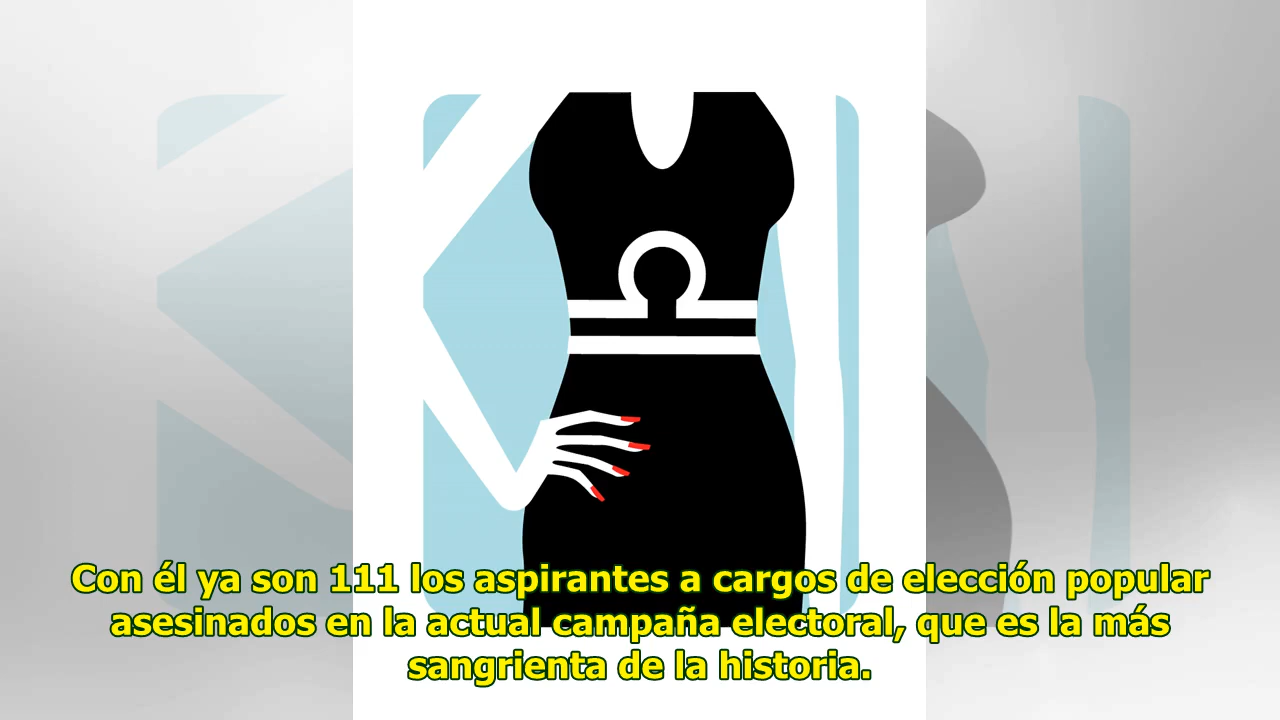 Con él ya son 111 los aspirantes a cargos de elección popular
asesinados en la actual campaña electoral, que es la más
sangrienta de la historia.